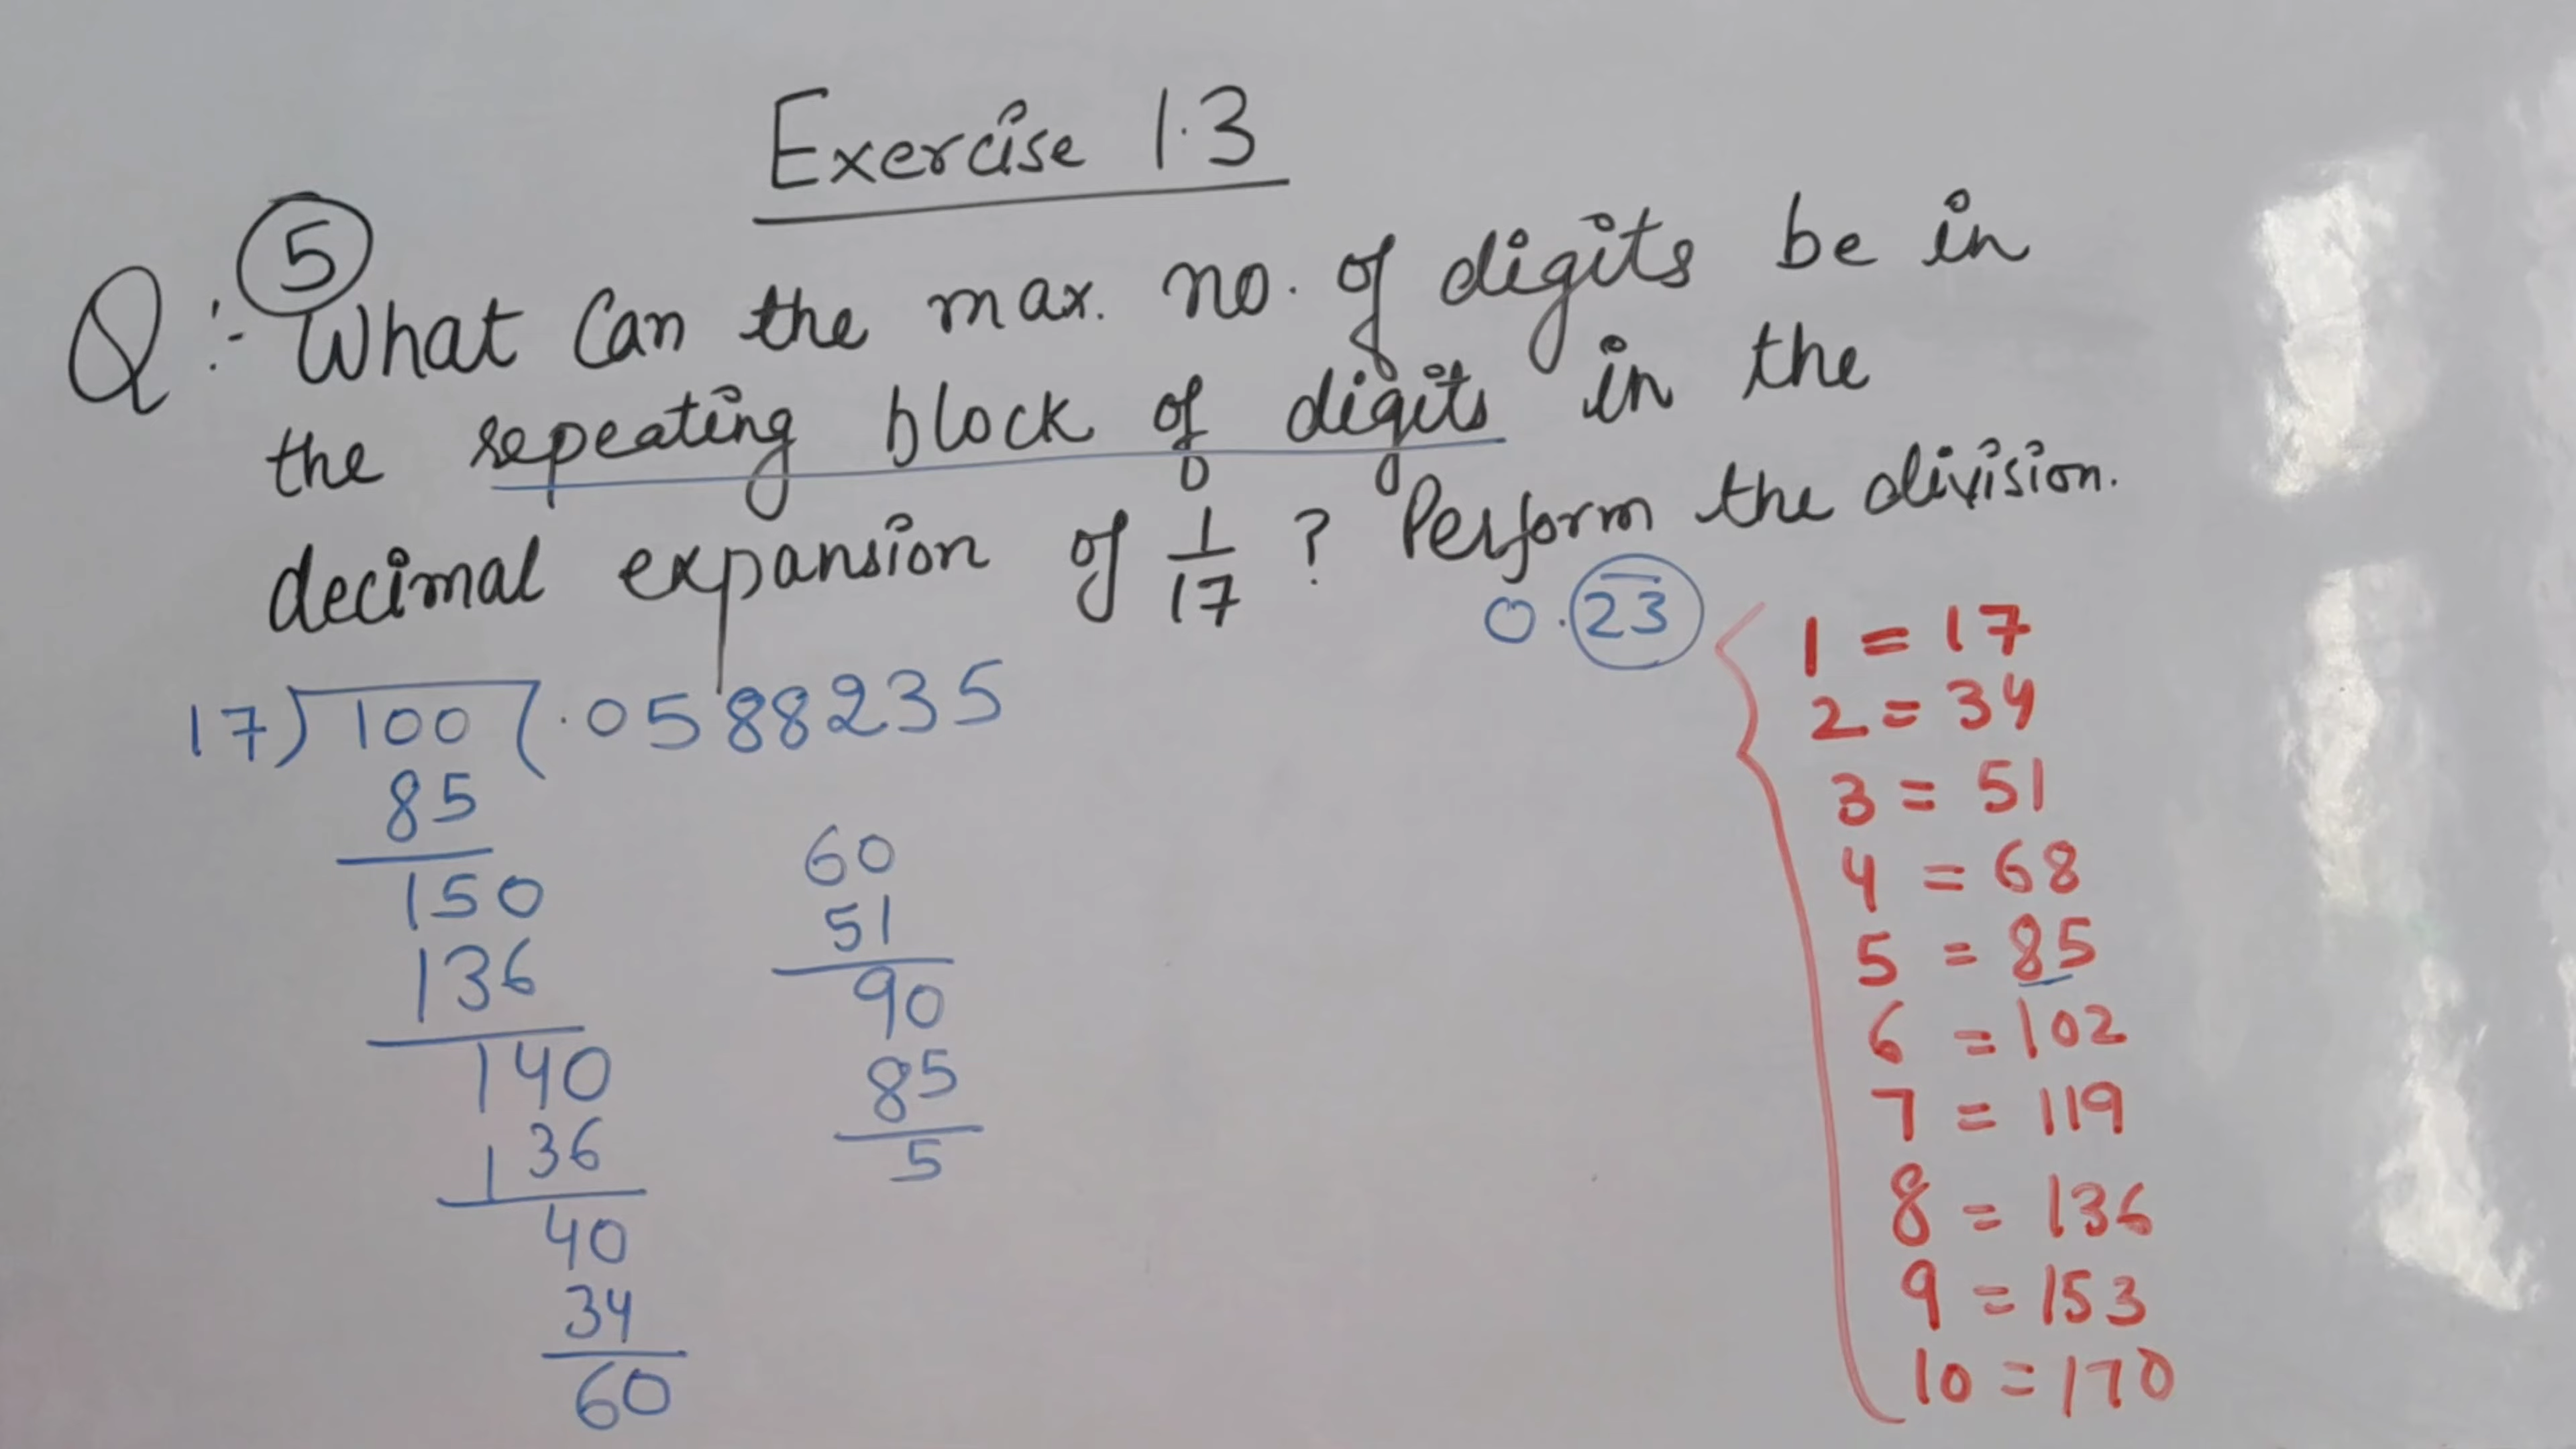 Exercise 1.3
Q:- 5 What Can the max. no. of digits be in
the repeating block of digits in the
decimal expansion of 1/17 ? Perform the division.
0.23̅
17) 100 ( .0588235
85
150
136
140
136
40
34
60
60
51
90
85
5
1 = 17
2 = 34
3 = 51
4 = 68
5 = 85
6 = 102
7 = 119
8 = 136
9 = 153
10 = 170